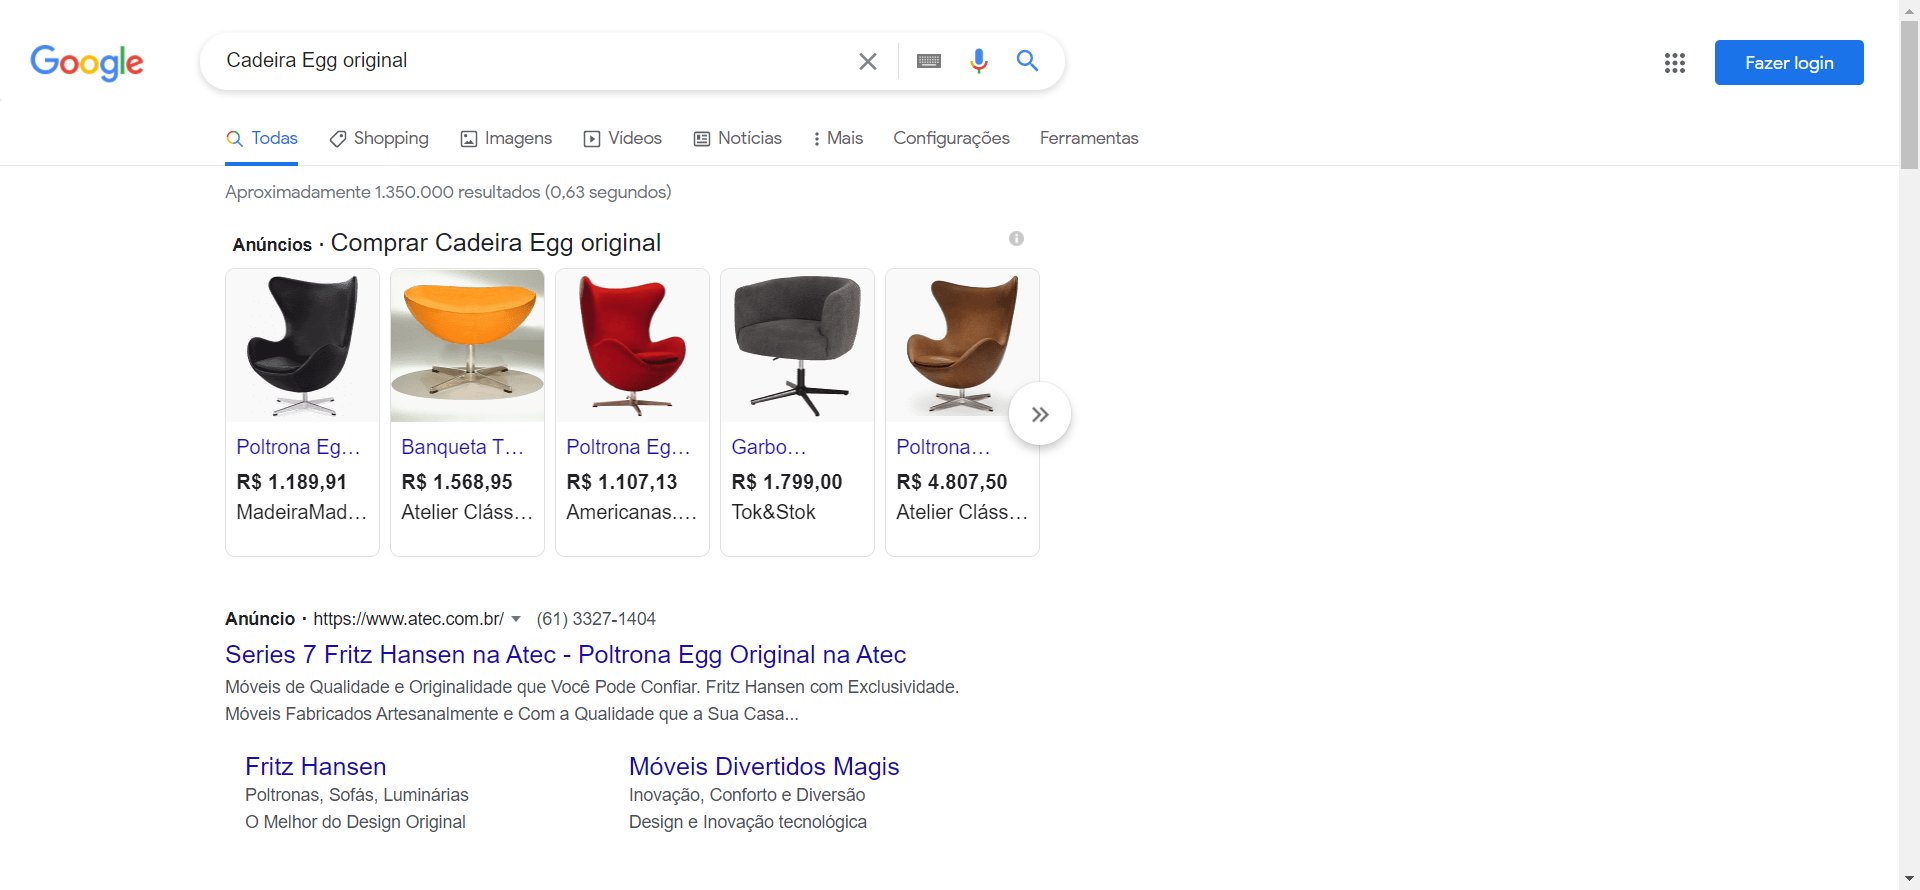 Google
Cadeira Egg original
Fazer login
Todas Shopping Imagens Vídeos Notícias Mais Configurações Ferramentas
Aproximadamente 1.350.000 resultados (0,63 segundos)
Anúncios · Comprar Cadeira Egg original
Poltrona Eg...
R$ 1.189,91
MadeiraMad...
Banqueta T...
R$ 1.568,95
Atelier Cláss...
Poltrona Eg...
R$ 1.107,13
Americanas....
Garbo...
R$ 1.799,00
Tok&Stok
Poltrona...
R$ 4.807,50
Atelier Cláss...
Anúncio · https://www.atec.com.br/ (61) 3327-1404
Series 7 Fritz Hansen na Atec - Poltrona Egg Original na Atec
Móveis de Qualidade e Originalidade que Você Pode Confiar. Fritz Hansen com Exclusividade.
Móveis Fabricados Artesanalmente e Com a Qualidade que a Sua Casa...
Fritz Hansen
Poltronas, Sofás, Luminárias
O Melhor do Design Original
Móveis Divertidos Magis
Inovação, Conforto e Diversão
Design e Inovação tecnológica